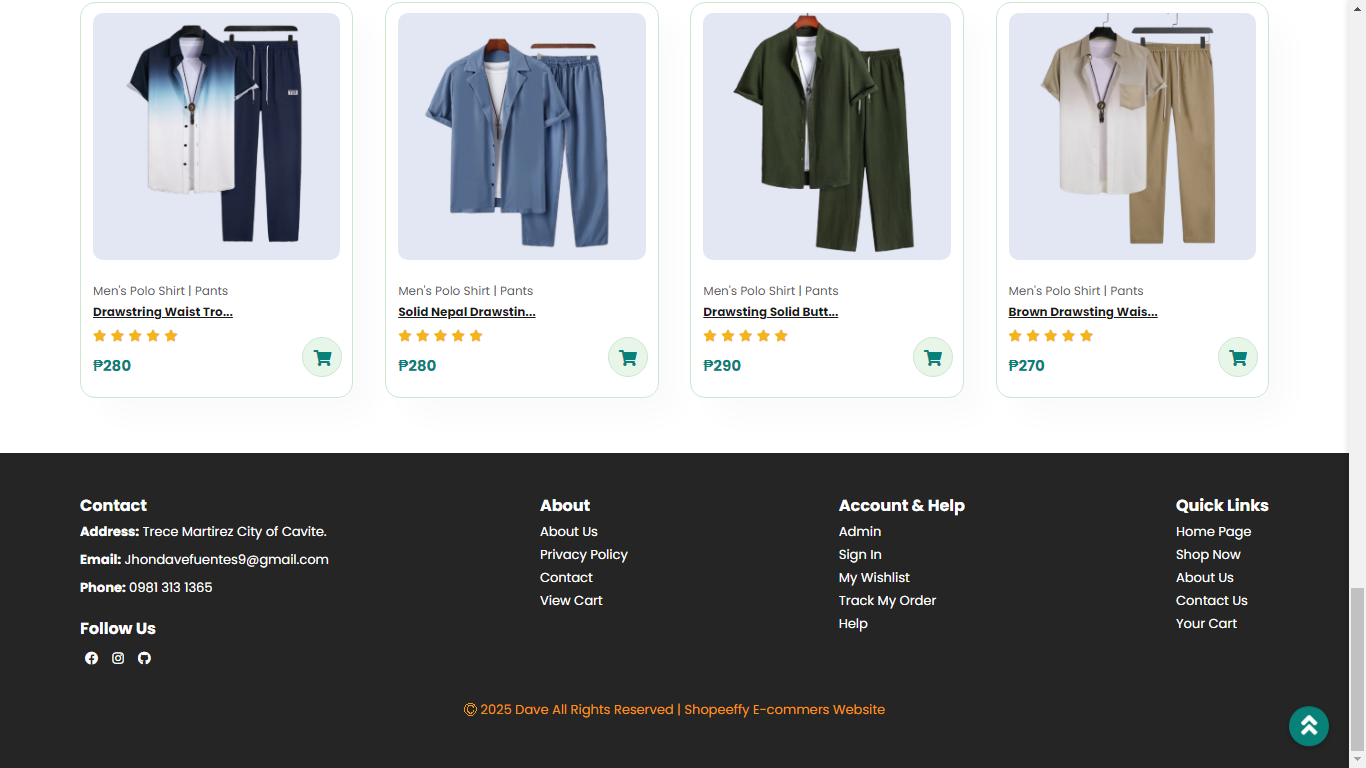 Men's Polo Shirt | Pants
Drawstring Waist Tro...
₱280
Men's Polo Shirt | Pants
Solid Nepal Drawstin...
₱280
Men's Polo Shirt | Pants
Drawsting Solid Butt...
₱290
Men's Polo Shirt | Pants
Brown Drawsting Wais...
₱270
Contact
Address: Trece Martirez City of Cavite.
Email: Jhondavefuentes9@gmail.com
Phone: 0981 313 1365
Follow Us
About
About Us
Privacy Policy
Contact
View Cart
Account & Help
Admin
Sign In
My Wishlist
Track My Order
Help
Quick Links
Home Page
Shop Now
About Us
Contact Us
Your Cart
© 2025 Dave All Rights Reserved | Shopeeffy E-commers Website